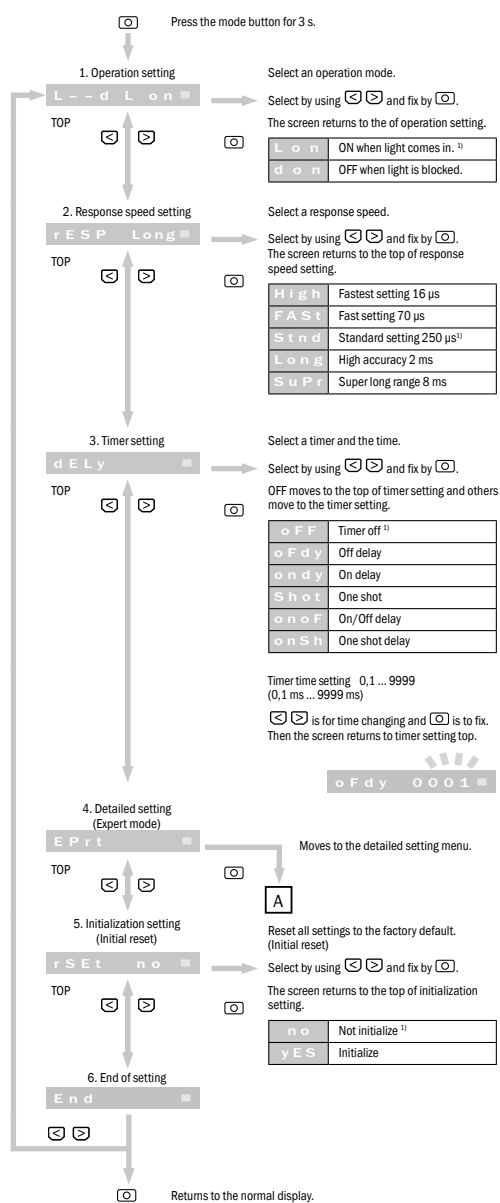 Press the mode button for 3 s.
1. Operation setting
L - - d L on
TOP
Select an operation mode.
Select by using < > and fix by O.
The screen returns to the of operation setting.
L on ON when light comes in. 1)
d on OFF when light is blocked.
2. Response speed setting
rESP Long
TOP
Select a response speed.
Select by using < > and fix by O.
The screen returns to the top of response
speed setting.
High Fastest setting 16 µs
FASt Fast setting 70 µs
Stnd Standard setting 250 µs1)
Long High accuracy 2 ms
SuPr Super long range 8 ms
3. Timer setting
dELy
TOP
Select a timer and the time.
Select by using < > and fix by O.
OFF moves to the top of timer setting and others
move to the timer setting.
oFF Timer off 1)
oFdy Off delay
ondy On delay
Shot One shot
onoF On/Off delay
onSh One shot delay
Timer time setting 0,1 ... 9999
(0,1 ms ... 9999 ms)
< > is for time changing and O is to fix.
Then the screen returns to timer setting top.
oFdy 0001
4. Detailed setting
(Expert mode)
EPrt
TOP
Moves to the detailed setting menu.
A
5. Initialization setting
(Initial reset)
rSEt no
TOP
Reset all settings to the factory default.
(Initial reset)
Select by using < > and fix by O.
The screen returns to the top of initialization
setting.
no Not initialize 1)
yES Initialize
6. End of setting
End
< >
Returns to the normal display.